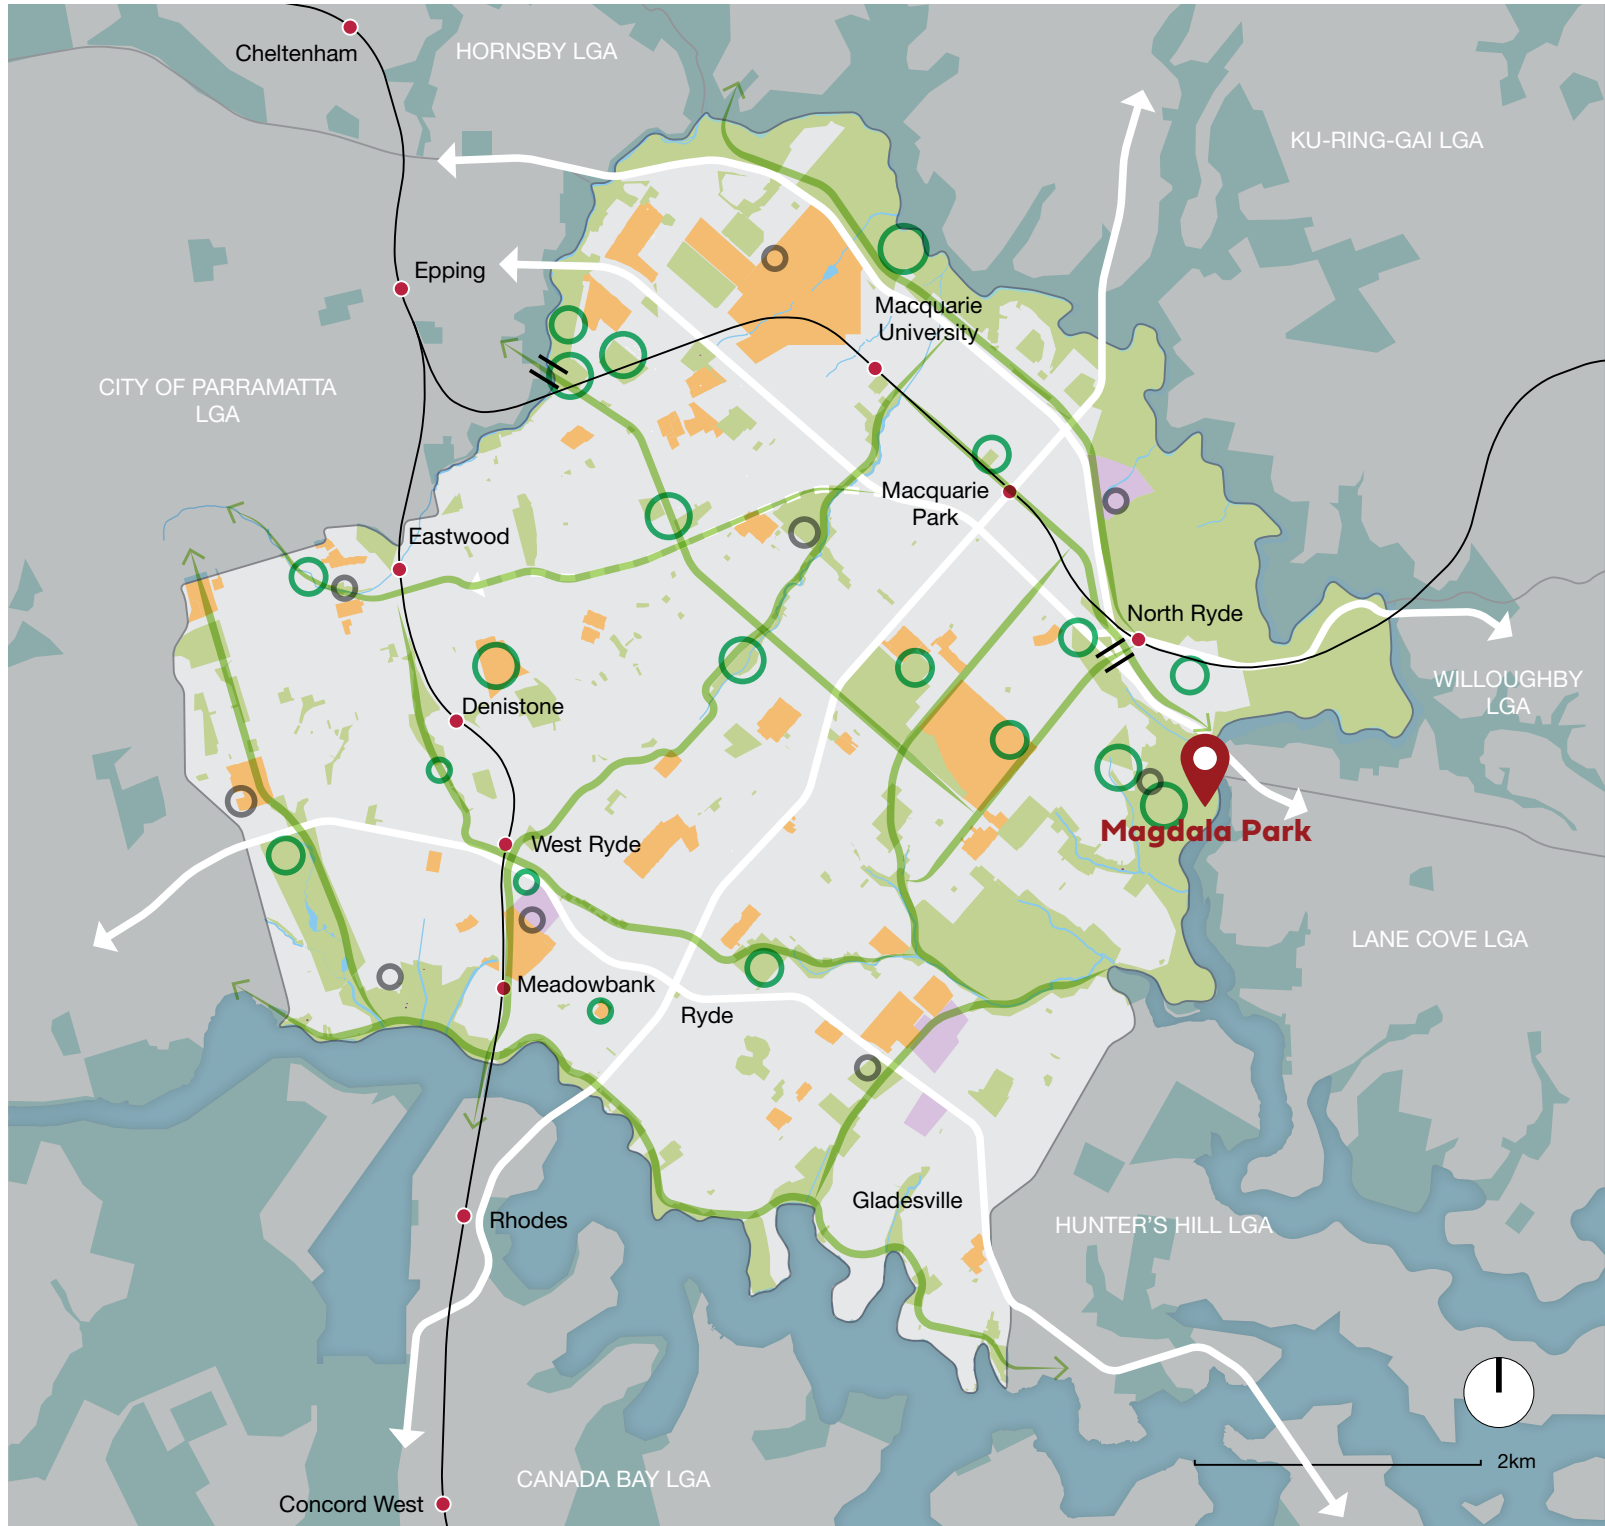 Cheltenham
HORNSBY LGA
KU-RING-GAI LGA
Epping
Macquarie
University
CITY OF PARRAMATTA
LGA
Macquarie
Park
Eastwood
North Ryde
WILLOUGHBY
LGA
Denistone
Magdala Park
West Ryde
LANE COVE LGA
Meadowbank
Ryde
Gladesville
Rhodes
HUNTER'S HILL LGA
2km
CANADA BAY LGA
Concord West